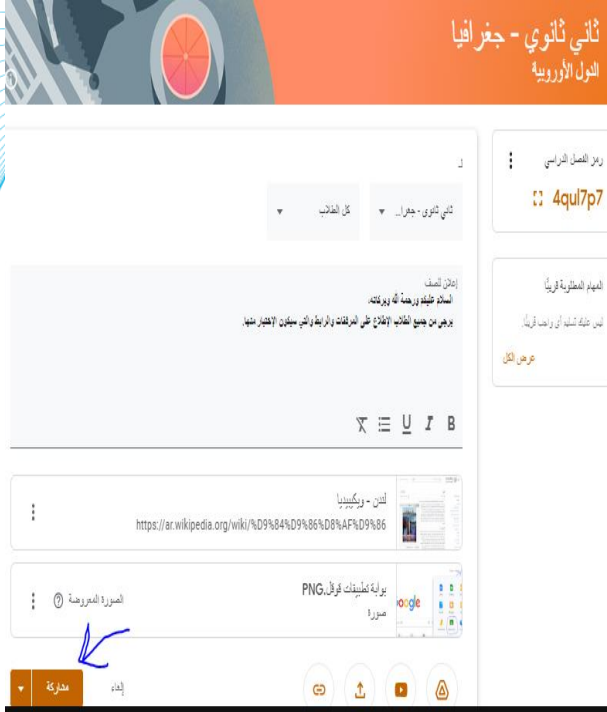 ثاني ثانوي - جغرافيا
الدول الأوروبية
رمز الفصل الدراسي
4qul7p7
المهام المطلوبة قريبًا
ليس عليك تسليم أي واجب قريبًا.
عرض الكل
لـ
ثاني ثانوي - جغرا...
كل الطلاب
إعلان للصف
السلام عليكم ورحمة الله وبركاته،
يرجى من جميع الطلاب الإطلاع على المرفقات والرابط والتي سيكون الإختبار منها.
B I U
لندن - ويكيبيديا
https://ar.wikipedia.org/wiki/%D9%84%D9%86%D8%AF%D9%86
بوابة تطبيقات قوقل.PNG
صورة
الصورة المعروضة
oogle
إلغاء
مشاركة